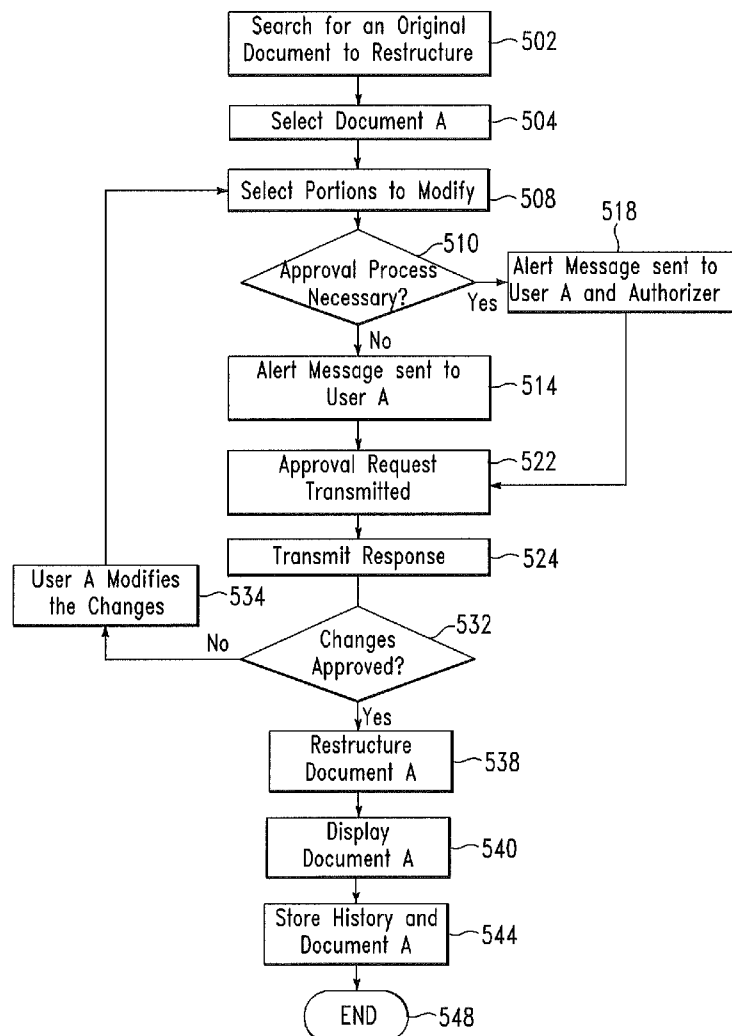 Search for an Original
Document to Restructure
502
Select Document A
504
Select Portions to Modify
508
510
Approval Process
Necessary?
Yes
518
Alert Message sent to
User A and Authorizer
No
Alert Message sent to
User A
514
Approval Request
Transmitted
522
Transmit Response
524
User A Modifies
the Changes
534
532
Changes
Approved?
No
Yes
Restructure
Document A
538
Display
Document A
540
Store History and
Document A
544
END
548